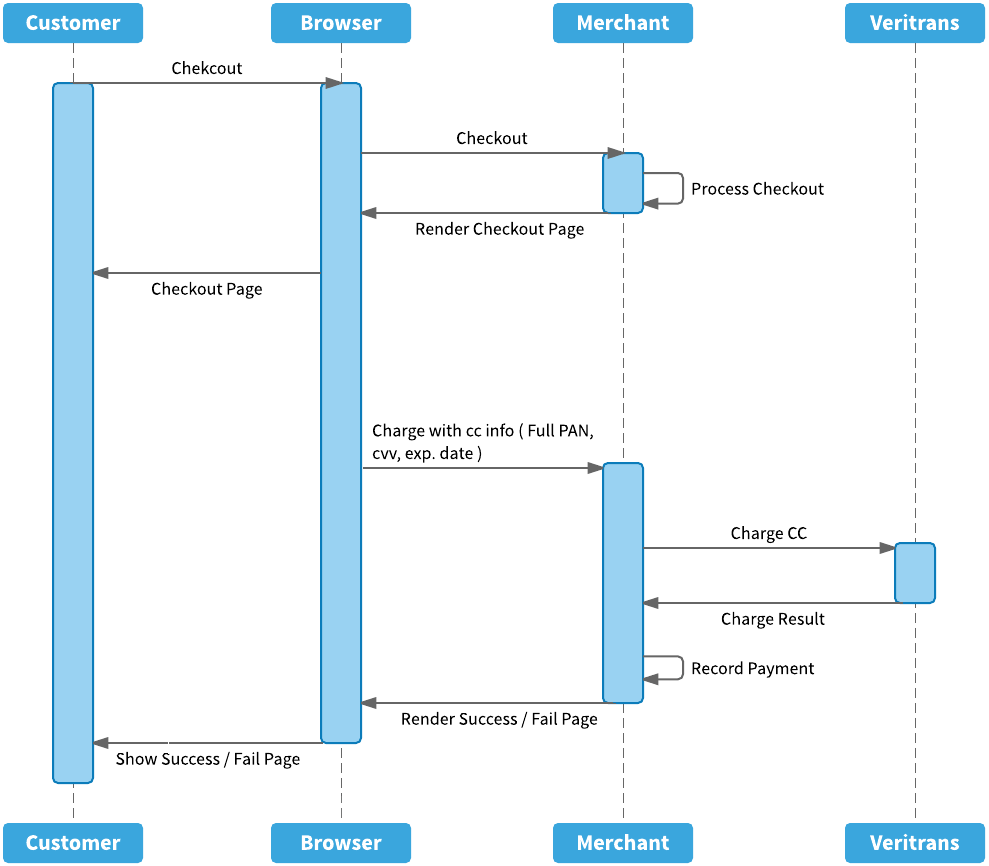 Customer
Browser
Merchant
Veritrans
Chekcout
Checkout
Process Checkout
Render Checkout Page
Checkout Page
Charge with cc info ( Full PAN,
cvv, exp. date )
Charge CC
Charge Result
Record Payment
Render Success / Fail Page
Show Success / Fail Page
Customer
Browser
Merchant
Veritrans